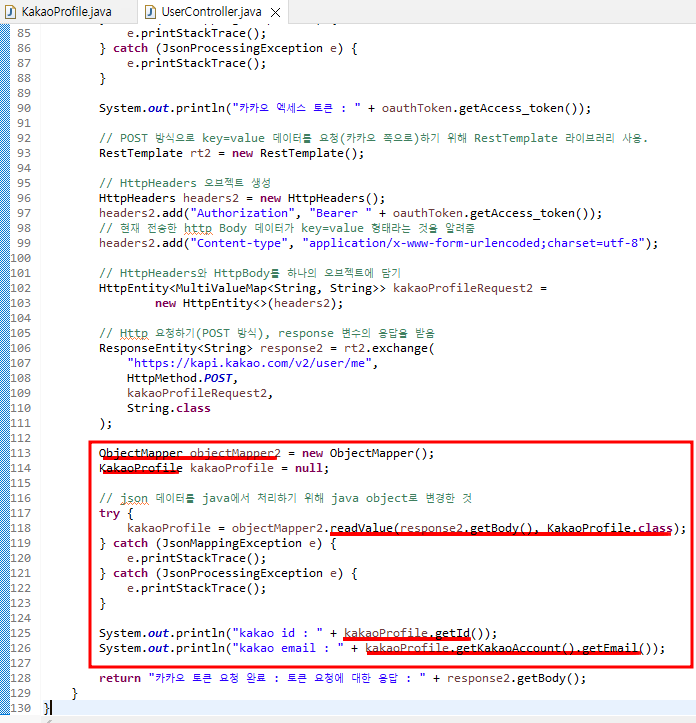 KakaoProfile.java UserController.java
85 e.printStackTrace();
86 } catch (JsonProcessingException e) {
87 e.printStackTrace();
88 }
89
90 System.out.println("카카오 엑세스 토큰 : " + oauthToken.getAccess_token());
91
92 // POST 방식으로 key=value 데이터를 요청(카카오 쪽으로)하기 위해 RestTemplate 라이브러리 사용.
93 RestTemplate rt2 = new RestTemplate();
94
95 // HttpHeaders 오브젝트 생성
96 HttpHeaders headers2 = new HttpHeaders();
97 headers2.add("Authorization", "Bearer " + oauthToken.getAccess_token());
98 // 현재 전송한 http Body 데이터가 key=value 형태라는 것을 알려줌
99 headers2.add("Content-type", "application/x-www-form-urlencoded;charset=utf-8");
100
101 // HttpHeaders와 HttpBody를 하나의 오브젝트에 담기
102 HttpEntity<MultiValueMap<String, String>> kakaoProfileRequest2 =
103 new HttpEntity<>(headers2);
104
105 // Http 요청하기(POST 방식), response 변수의 응답을 받음
106 ResponseEntity<String> response2 = rt2.exchange(
107 "https://kapi.kakao.com/v2/user/me",
108 HttpMethod.POST,
109 kakaoProfileRequest2,
110 String.class
111 );
112
113 ObjectMapper objectMapper2 = new ObjectMapper();
114 KakaoProfile kakaoProfile = null;
115
116 // json 데이터를 java에서 처리하기 위해 java object로 변경한 것
117 try {
118 kakaoProfile = objectMapper2.readValue(response2.getBody(), KakaoProfile.class);
119 } catch (JsonMappingException e) {
120 e.printStackTrace();
121 } catch (JsonProcessingException e) {
122 e.printStackTrace();
123 }
124
125 System.out.println("kakao id : " + kakaoProfile.getId());
126 System.out.println("kakao email : " + kakaoProfile.getKakaoAccount().getEmail());
127
128 return "카카오 토큰 요청 완료 : 토큰 요청에 대한 응답 : " + response2.getBody();
129 }
130 }